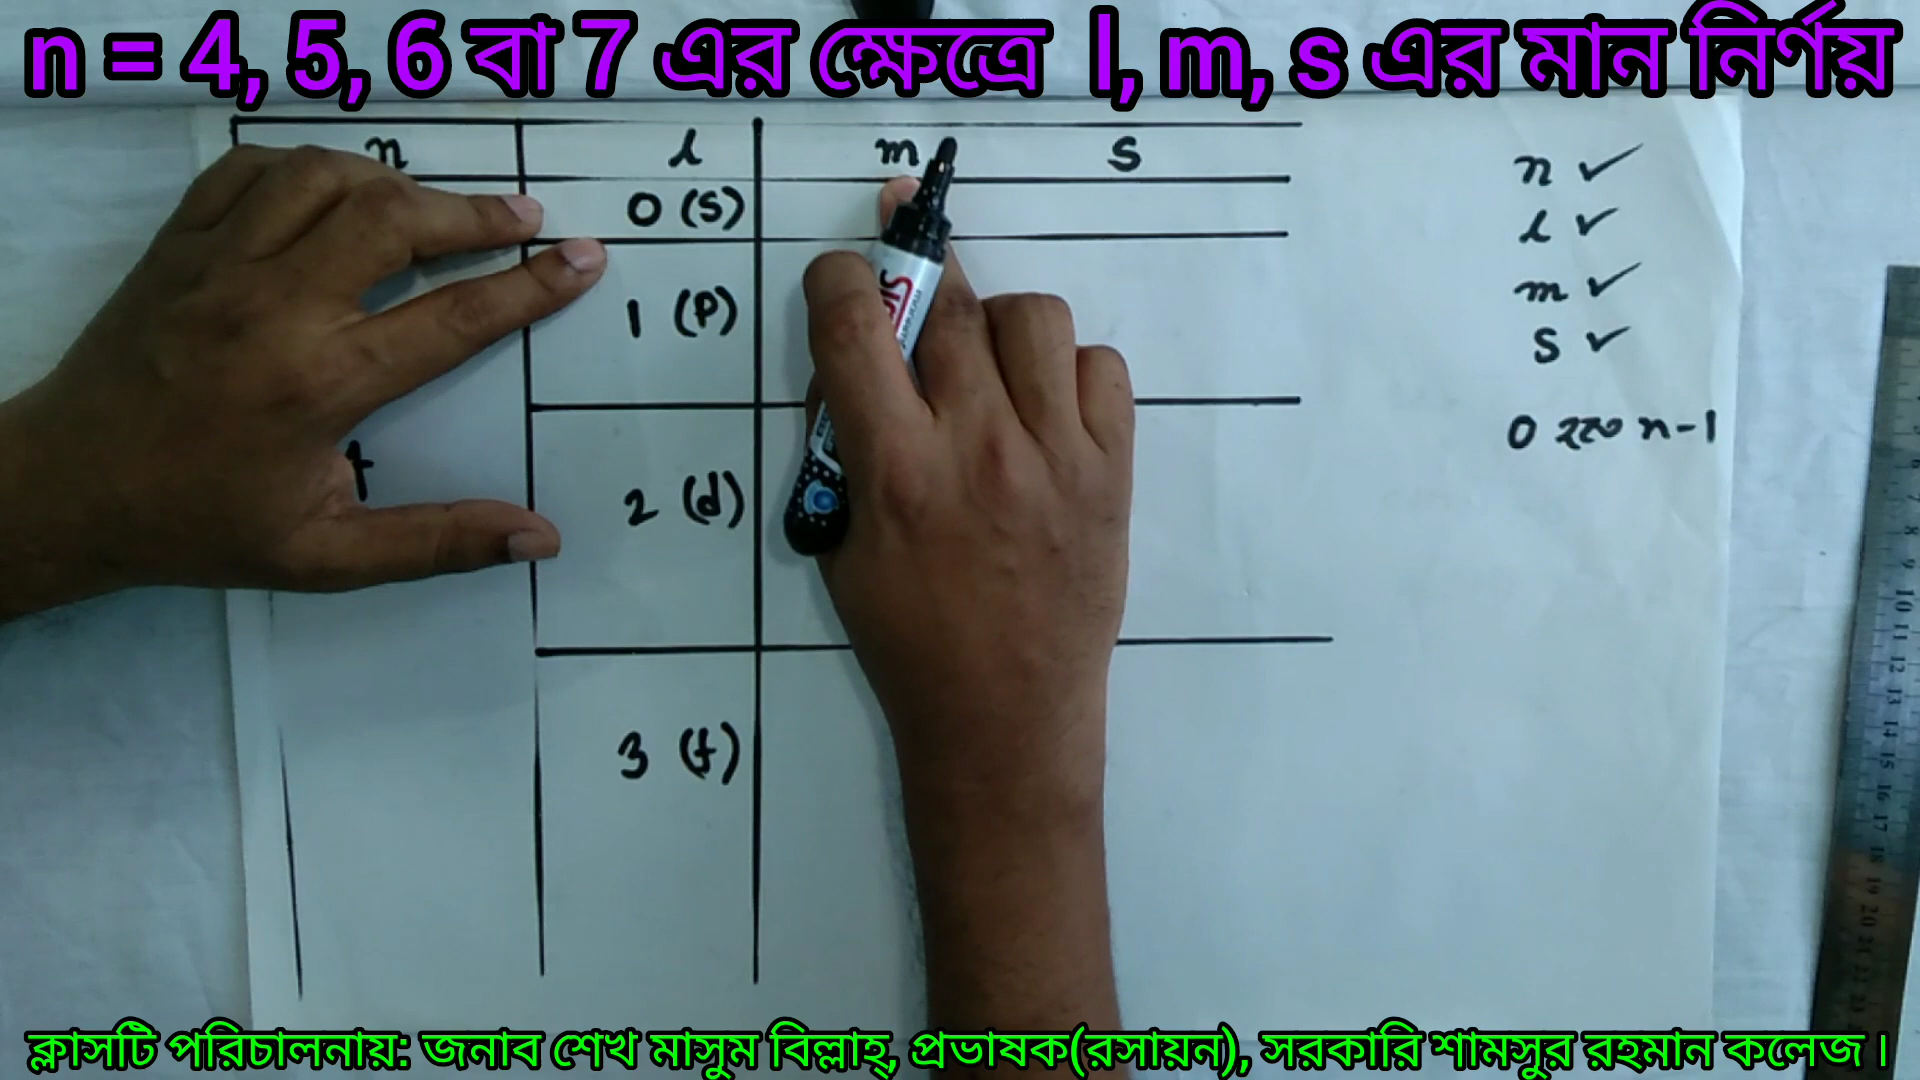 n = 4, 5, 6 বা 7 এর ক্ষেত্রে l, m, s এর মান নির্ণয়
n l m s
0 (s)
1 (p)
2 (d)
3 (f)
n ✓
l ✓
m ✓
s ✓
0 হতে n-1
ক্লাসটি পরিচালনায়: জনাব শেখ মাসুম বিল্লাহ্, প্রভাষক(রসায়ন), সরকারি শামসুর রহমান কলেজ।